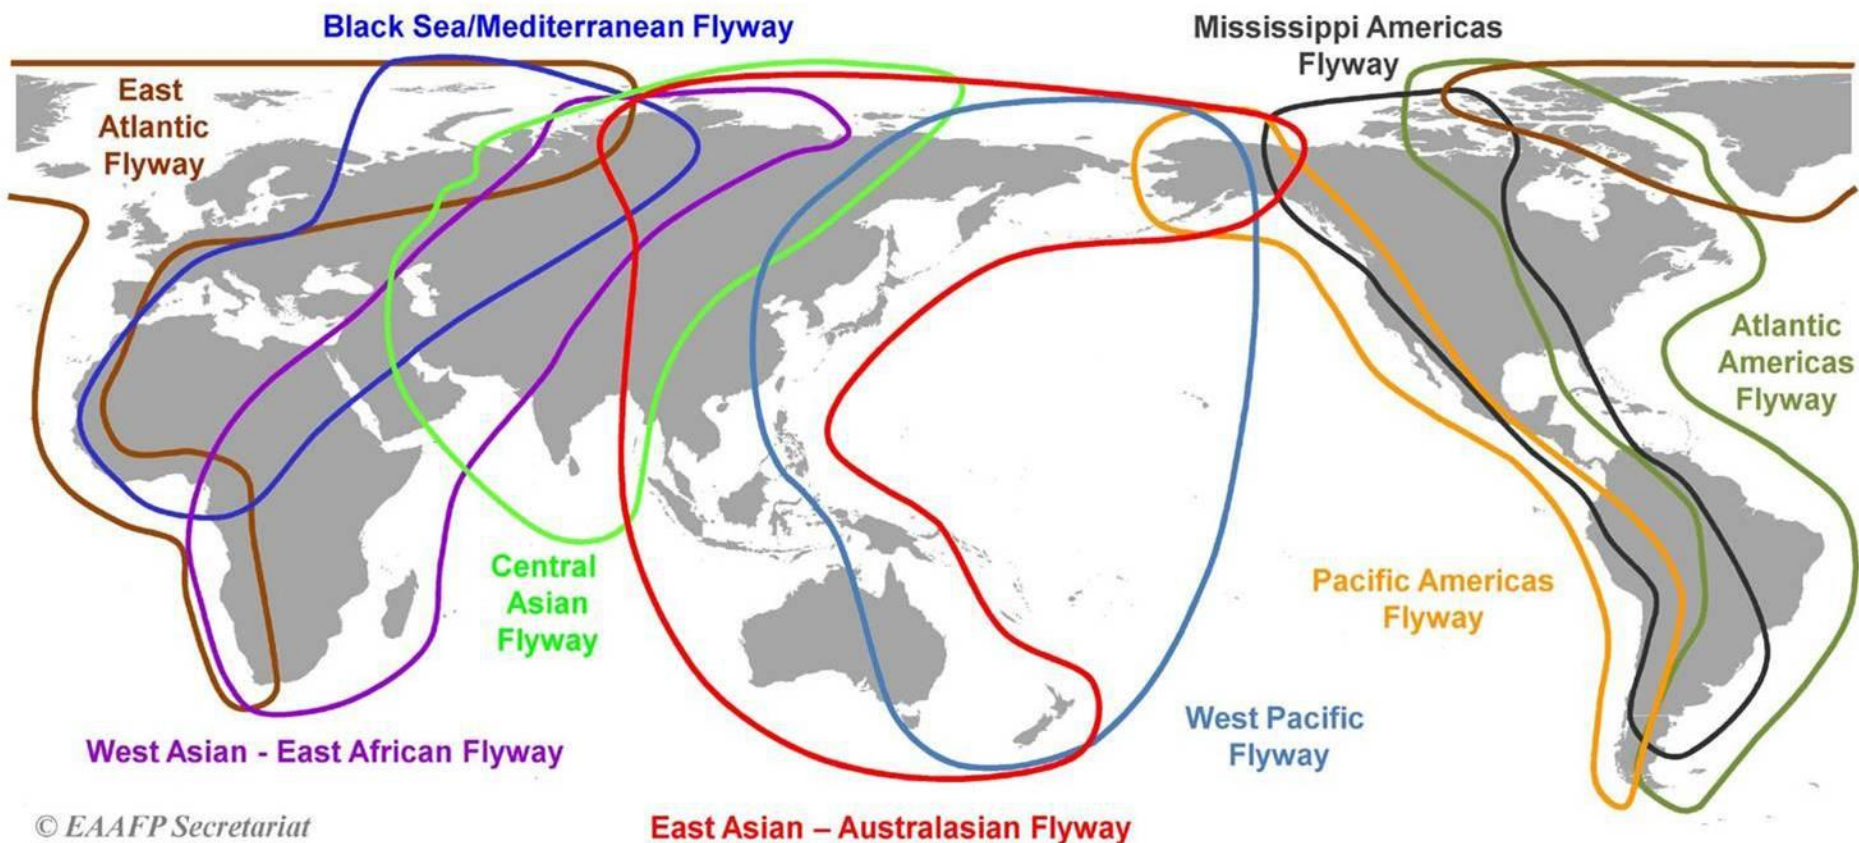 Black Sea/Mediterranean Flyway
Mississippi Americas
Flyway
East
Atlantic
Flyway
Atlantic
Americas
Flyway
Central
Asian
Flyway
Pacific Americas
Flyway
West Pacific
Flyway
West Asian - East African Flyway
East Asian – Australasian Flyway
© EAAFP Secretariat